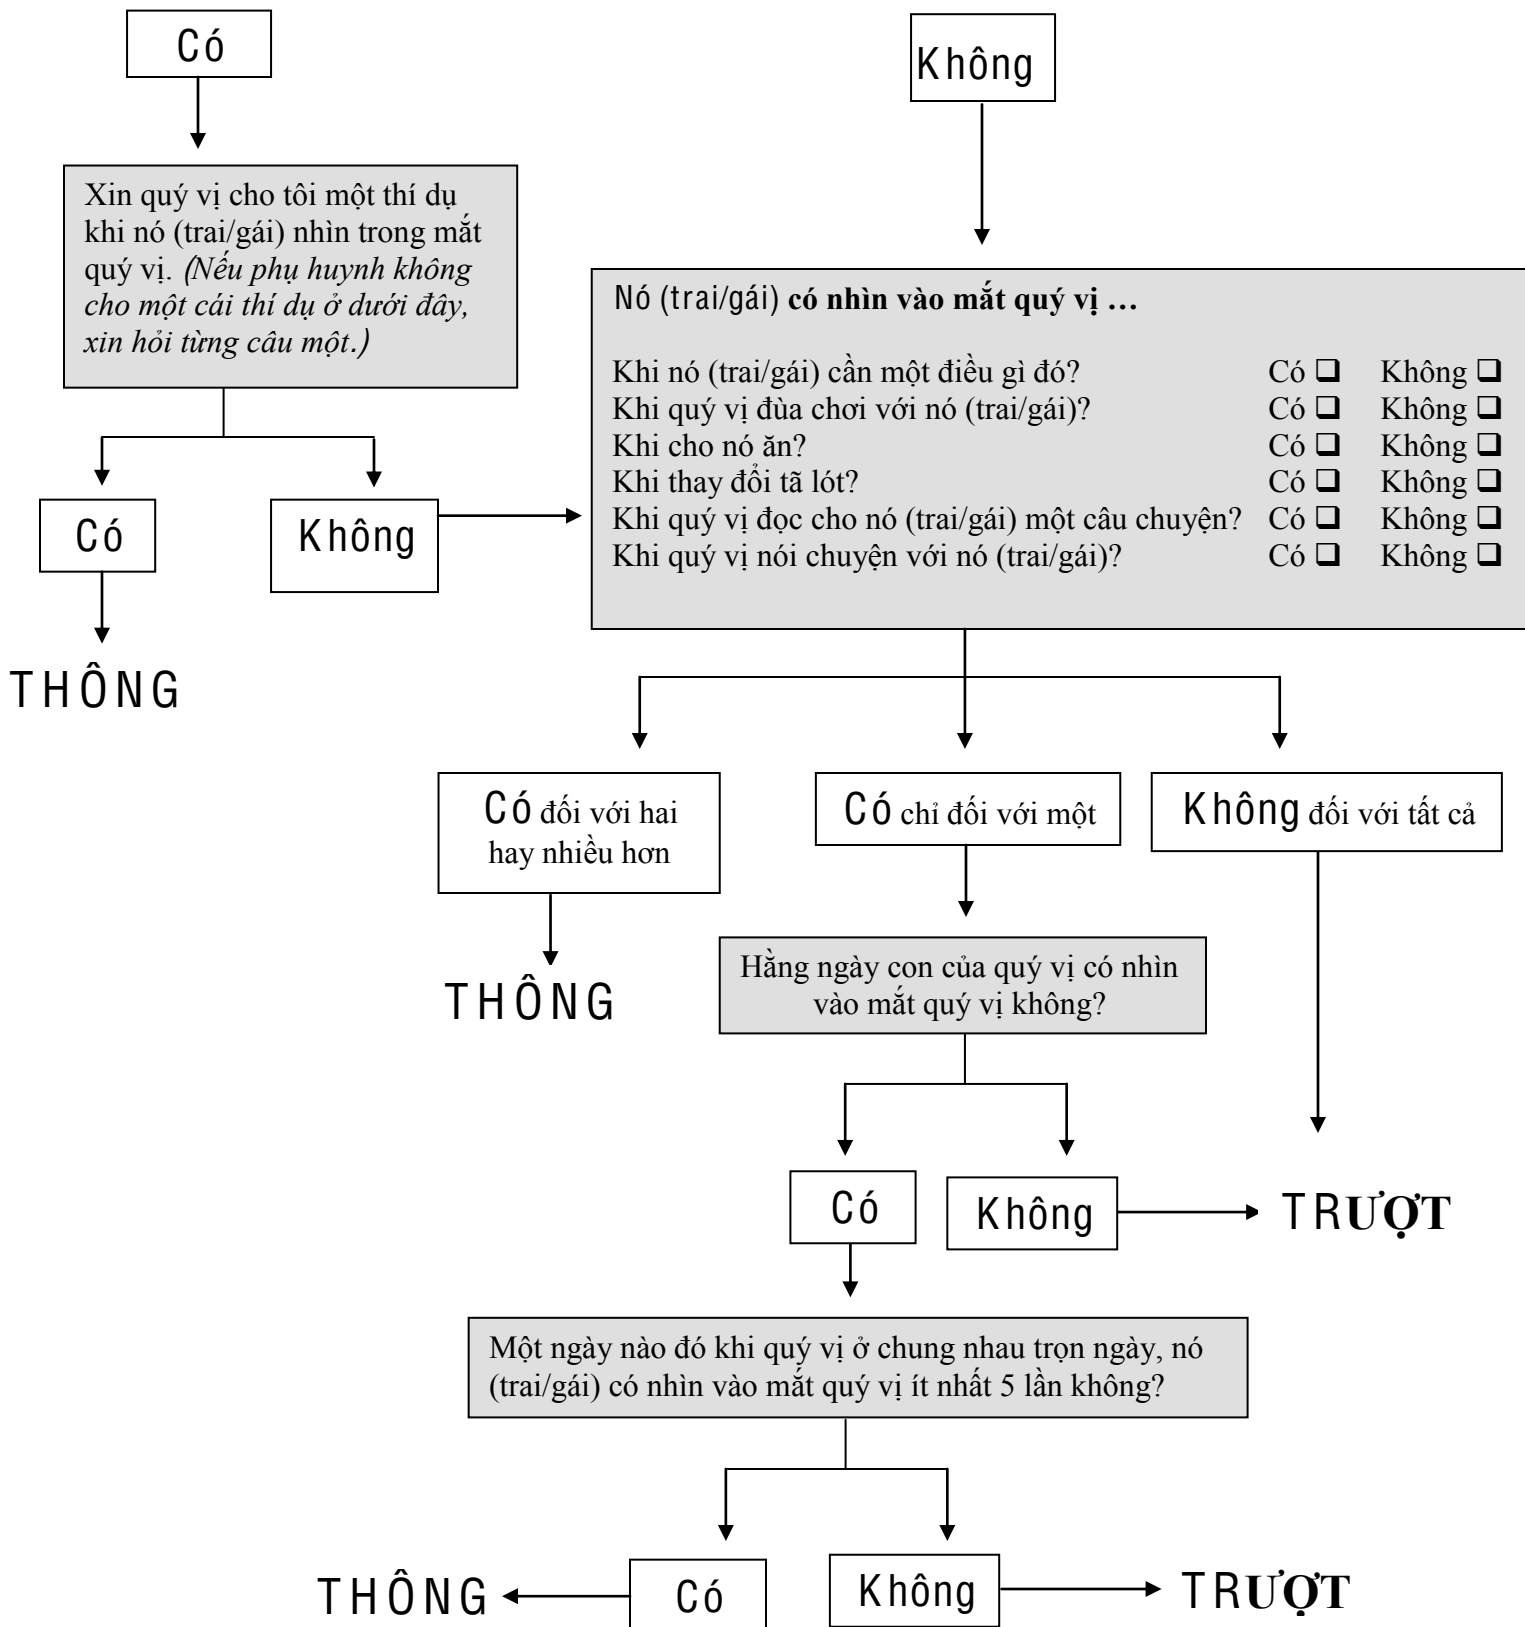 Có
Không
Xin quý vị cho tôi một thí dụ
khi nó (trai/gái) nhìn trong mắt
quý vị. (Nếu phụ huynh không
cho một cái thí dụ ở dưới đây,
xin hỏi từng câu một.)
Nó (trai/gái) có nhìn vào mắt quý vị …
Khi nó (trai/gái) cần một điều gì đó? Có ❑ Không ❑
Khi quý vị đùa chơi với nó (trai/gái)? Có ❑ Không ❑
Khi cho nó ăn? Có ❑ Không ❑
Khi thay đổi tã lót? Có ❑ Không ❑
Khi quý vị đọc cho nó (trai/gái) một câu chuyện? Có ❑ Không ❑
Khi quý vị nói chuyện với nó (trai/gái)? Có ❑ Không ❑
Có
Không
THÔNG
Có đối với hai
hay nhiều hơn
Có chỉ đối với một
Không đối với tất cả
THÔNG
Hằng ngày con của quý vị có nhìn
vào mắt quý vị không?
Có
Không
TRƯỢT
Một ngày nào đó khi quý vị ở chung nhau trọn ngày, nó
(trai/gái) có nhìn vào mắt quý vị ít nhất 5 lần không?
THÔNG
Có
Không
TRƯỢT